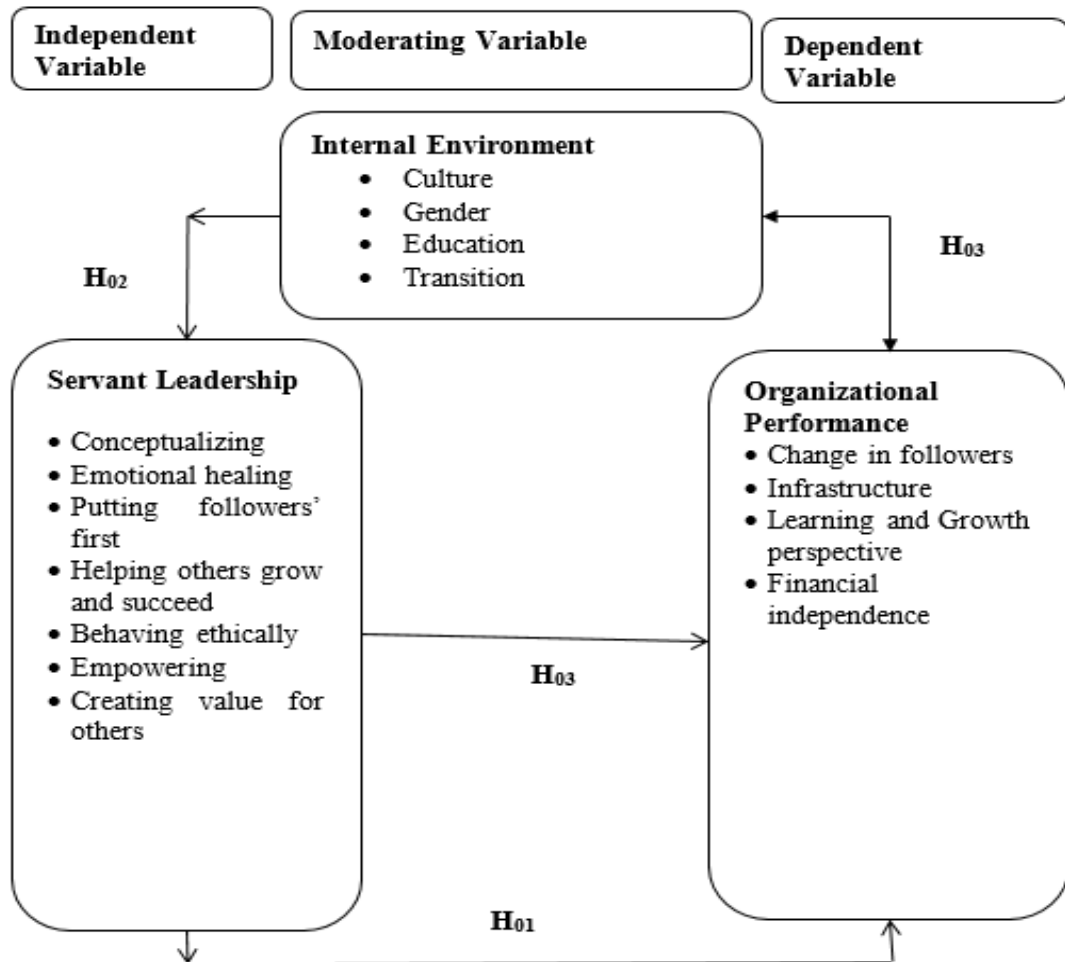 Independent
Variable
Moderating Variable
Dependent
Variable
Internal Environment
• Culture
• Gender
• Education
• Transition
H02
H03
Servant Leadership
• Conceptualizing
• Emotional healing
• Putting followers’
first
• Helping others grow
and succeed
• Behaving ethically
• Empowering
• Creating value for
others
H03
Organizational
Performance
• Change in followers
• Infrastructure
• Learning and Growth
perspective
• Financial
independence
H01